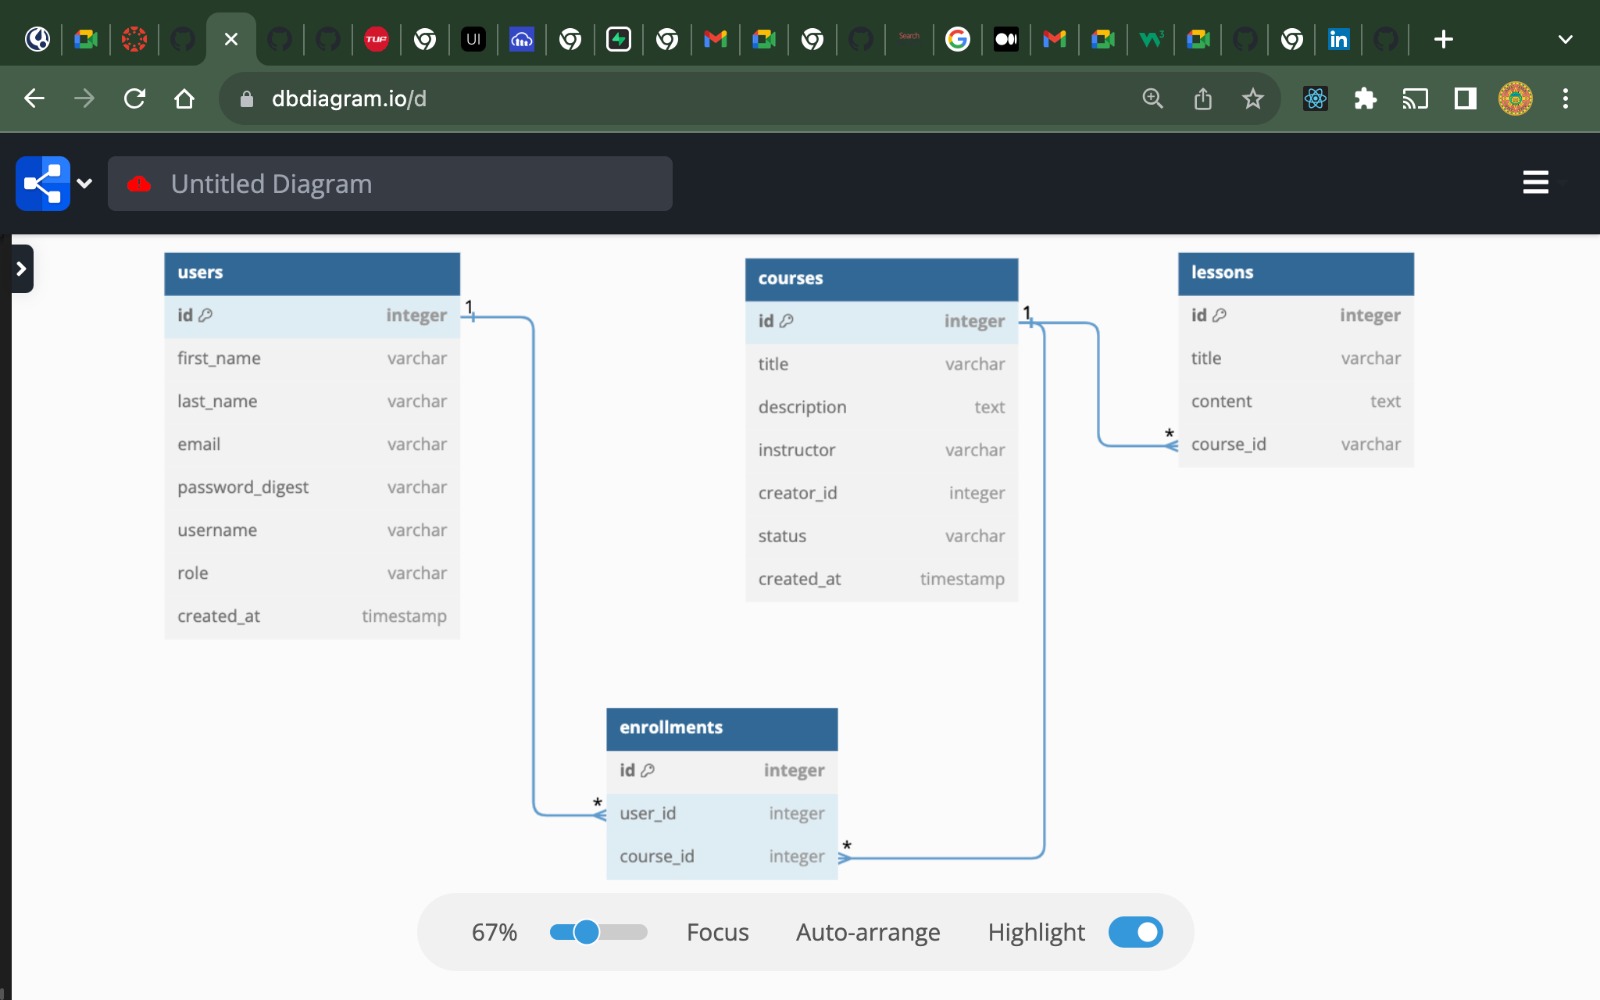 TUF
UI
Search
in
W3
dbdiagram.io/d
Untitled Diagram
users
id integer
first_name varchar
last_name varchar
email varchar
password_digest varchar
username varchar
role varchar
created_at timestamp
1
*
courses
id integer
title varchar
description text
instructor varchar
creator_id integer
status varchar
created_at timestamp
1
*
*
lessons
id integer
title varchar
content text
course_id varchar
enrollments
id integer
user_id integer
course_id integer
67% Focus Auto-arrange Highlight